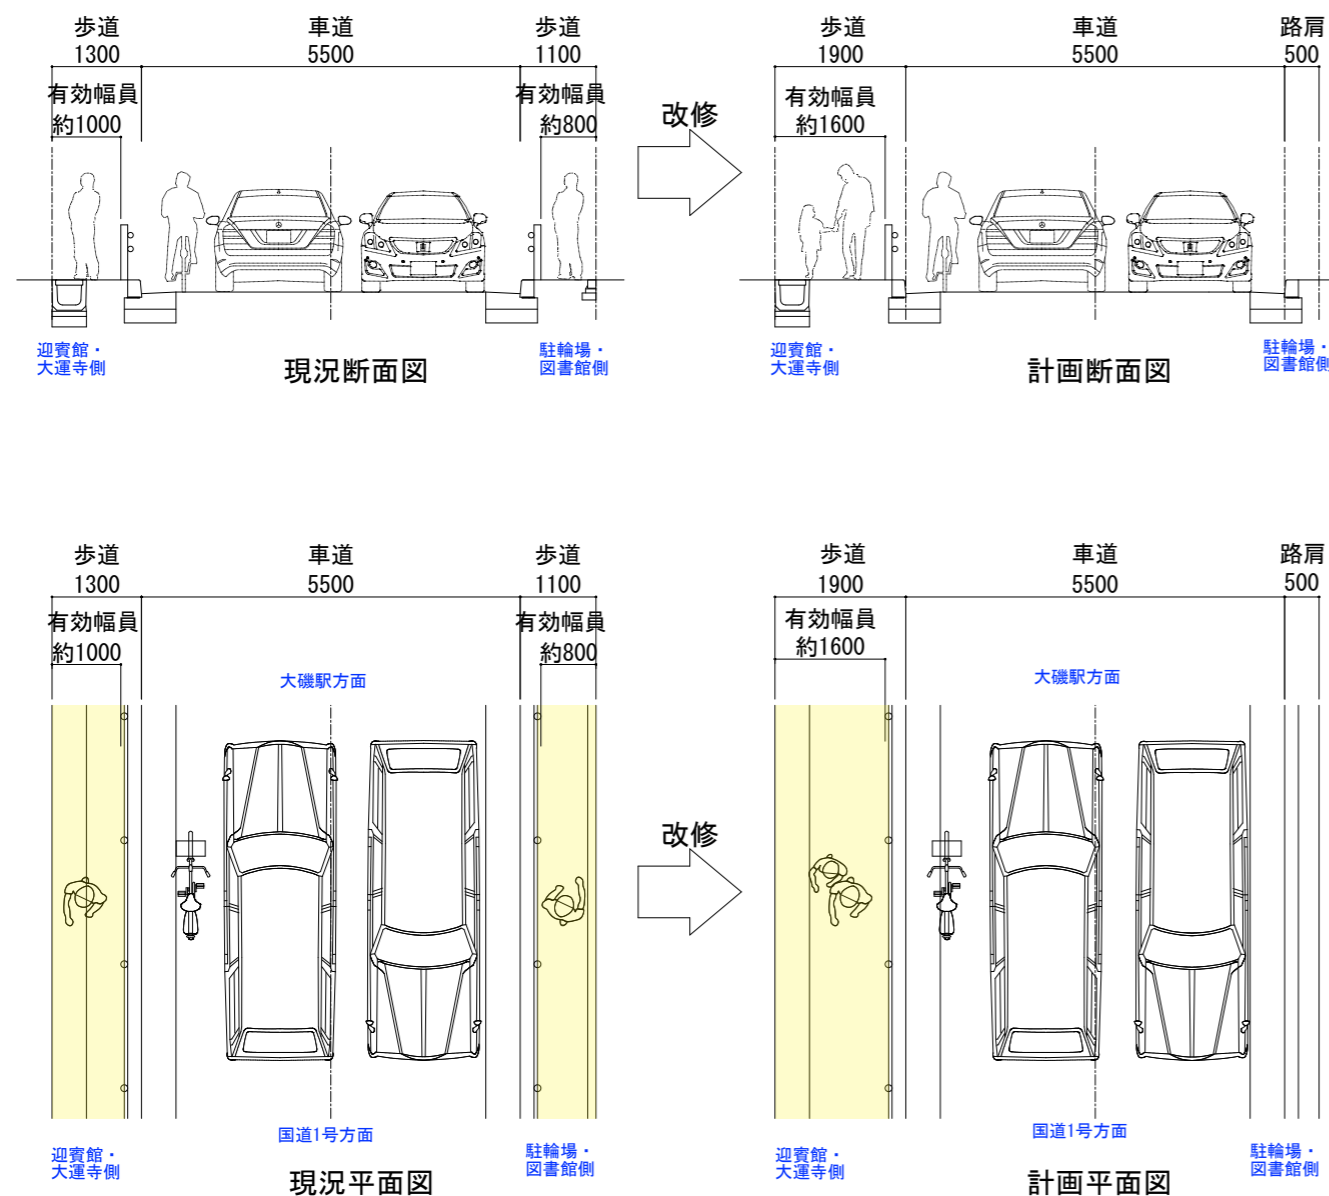 歩道 車道 歩道
1300 5500 1100
有効幅員 有効幅員
約1000 約800
改修
歩道 車道 路肩
1900 5500 500
有効幅員
約1600
迎賓館・
大運寺側
現況断面図
駐輪場・
図書館側
迎賓館・
大運寺側
計画断面図
駐輪場・
図書館側
歩道 車道 歩道
1300 5500 1100
有効幅員 有効幅員
約1000 約800
大磯駅方面
改修
歩道 車道 路肩
1900 5500 500
有効幅員
約1600
大磯駅方面
国道1号方面
迎賓館・
大運寺側
現況平面図
駐輪場・
図書館側
国道1号方面
迎賓館・
大運寺側
計画平面図
駐輪場・
図書館側